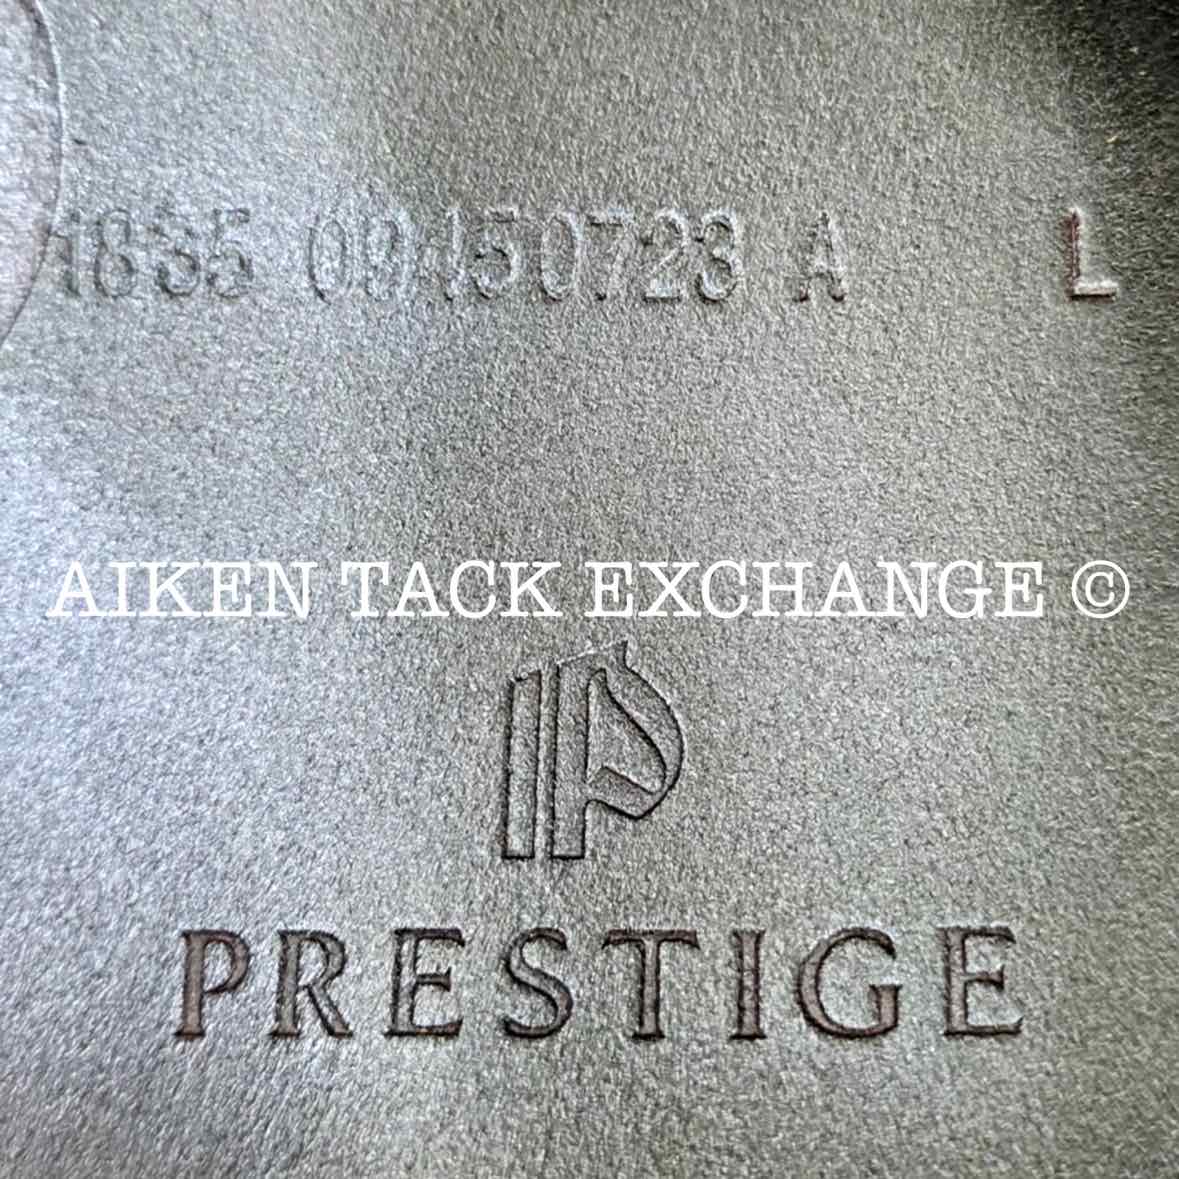 1835 09450723 A L
AIKEN TACK EXCHANGE ©
PRESTIGE